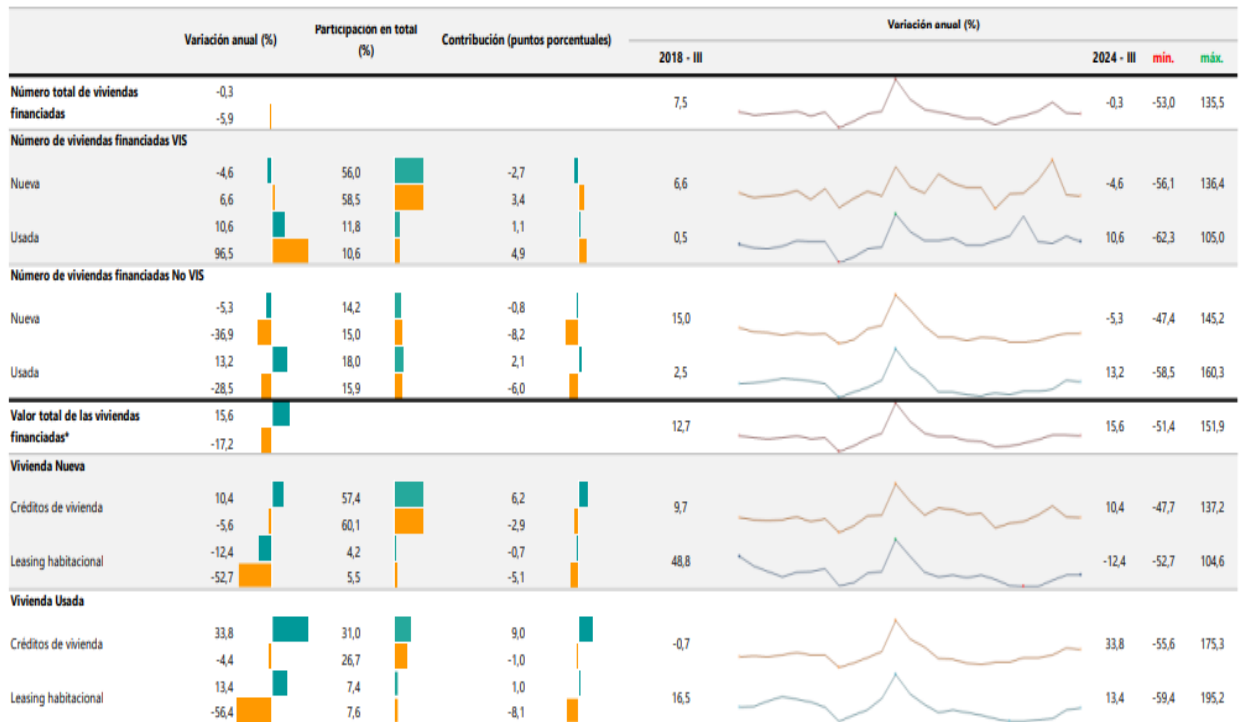 Variación anual (%) Participación en total (%) Contribución (puntos porcentuales) Variación anual (%)
2018 - III 2024 - III mín. máx.
Número total de viviendas financiadas -0,3 7,5 -0,3 -53,0 135,5
-5,9
Número de viviendas financiadas VIS
Nueva -4,6 56,0 -2,7 6,6 -4,6 -56,1 136,4
6,6 58,5 3,4
Usada 10,6 11,8 1,1 0,5 10,6 -62,3 105,0
96,5 10,6 4,9
Número de viviendas financiadas No VIS
Nueva -5,3 14,2 -0,8 15,0 -5,3 -47,4 145,2
-36,9 15,0 -8,2
Usada 13,2 18,0 2,1 2,5 13,2 -58,5 160,3
-28,5 15,9 -6,0
Valor total de las viviendas financiadas* 15,6 12,7 15,6 -51,4 151,9
-17,2
Vivienda Nueva
Créditos de vivienda 10,4 57,4 6,2 9,7 10,4 -47,7 137,2
-5,6 60,1 -2,9
Leasing habitacional -12,4 4,2 -0,7 48,8 -12,4 -52,7 104,6
-52,7 5,5 -5,1
Vivienda Usada
Créditos de vivienda 33,8 31,0 9,0 -0,7 33,8 -55,6 175,3
-4,4 26,7 -1,0
Leasing habitacional 13,4 7,4 1,0 16,5 13,4 -59,4 195,2
-56,4 7,6 -8,1